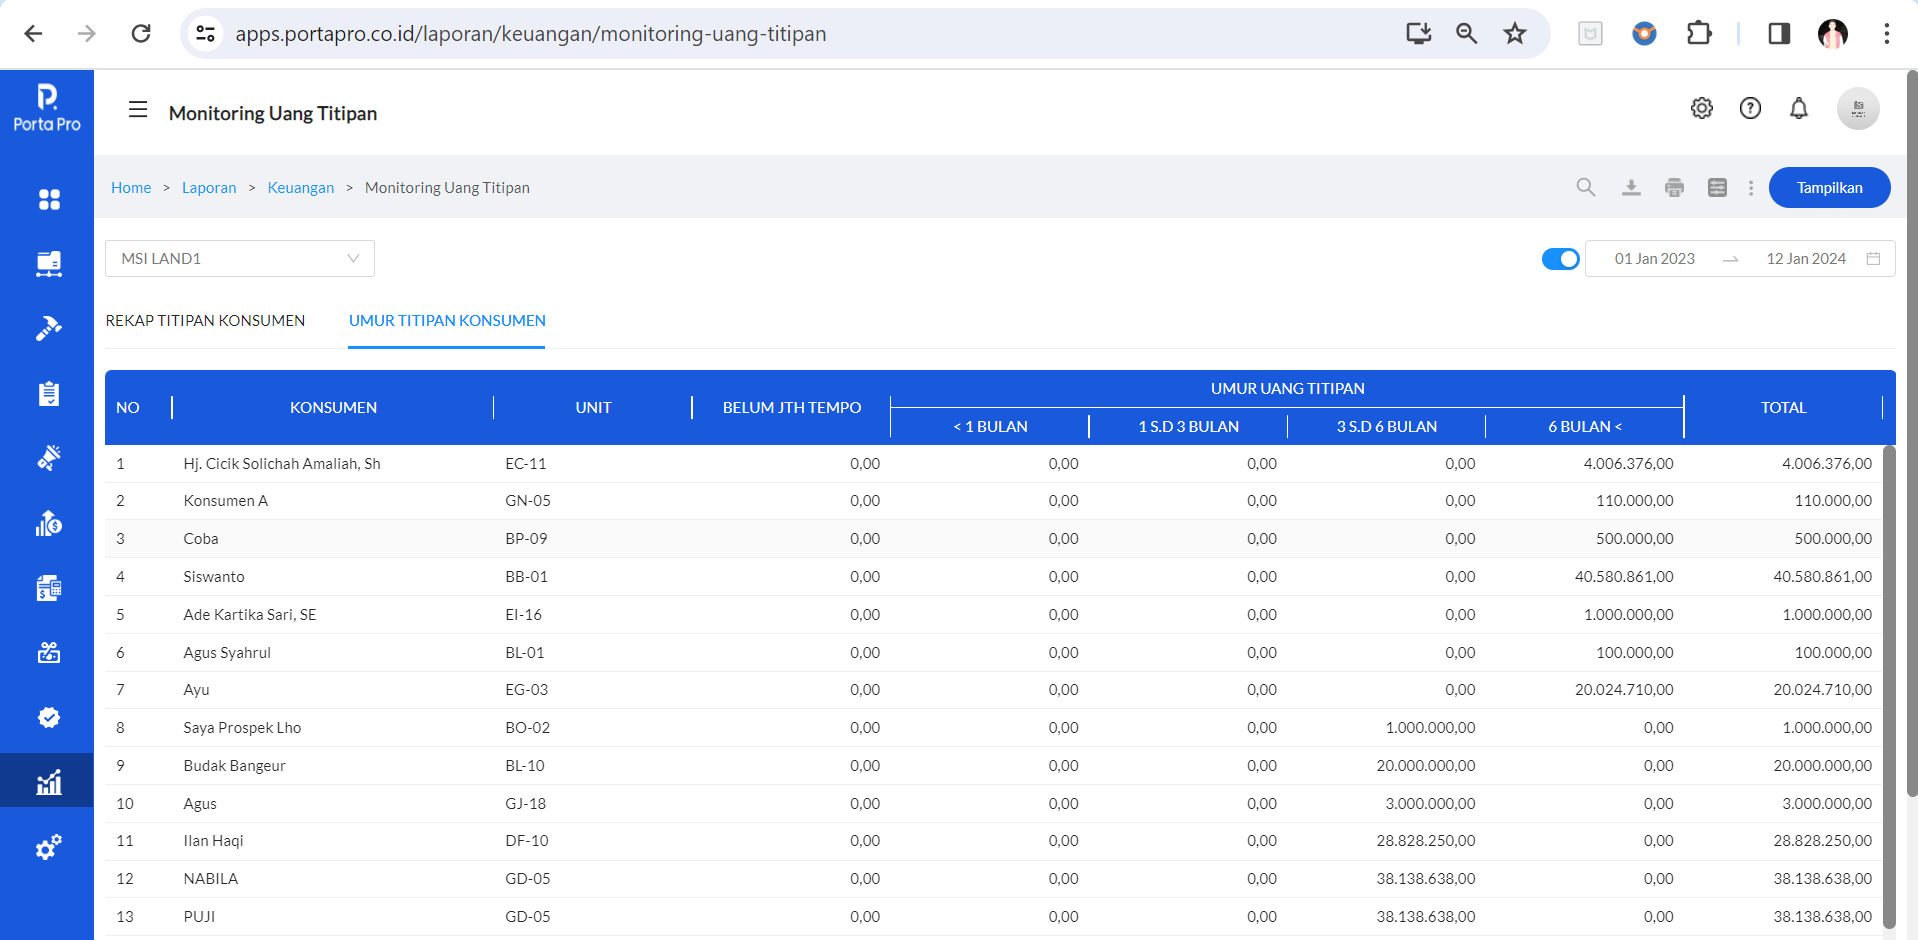 apps.portapro.co.id/laporan/keuangan/monitoring-uang-titipan
Porta Pro
Monitoring Uang Titipan
Home > Laporan > Keuangan > Monitoring Uang Titipan
Tampilkan
MSI LAND1
01 Jan 2023 → 12 Jan 2024
REKAP TITIPAN KONSUMEN UMUR TITIPAN KONSUMEN
NO KONSUMEN UNIT BELUM JTH TEMPO UMUR UANG TITIPAN TOTAL
< 1 BULAN 1 S.D 3 BULAN 3 S.D 6 BULAN 6 BULAN <
1 Hj. Cicik Solichah Amaliah, Sh EC-11 0,00 0,00 0,00 0,00 4.006.376,00 4.006.376,00
2 Konsumen A GN-05 0,00 0,00 0,00 0,00 110.000,00 110.000,00
3 Coba BP-09 0,00 0,00 0,00 0,00 500.000,00 500.000,00
4 Siswanto BB-01 0,00 0,00 0,00 0,00 40.580.861,00 40.580.861,00
5 Ade Kartika Sari, SE EI-16 0,00 0,00 0,00 0,00 1.000.000,00 1.000.000,00
6 Agus Syahrul BL-01 0,00 0,00 0,00 0,00 100.000,00 100.000,00
7 Ayu EG-03 0,00 0,00 0,00 0,00 20.024.710,00 20.024.710,00
8 Saya Prospek Lho BO-02 0,00 0,00 0,00 1.000.000,00 0,00 1.000.000,00
9 Budak Bangeur BL-10 0,00 0,00 0,00 20.000.000,00 0,00 20.000.000,00
10 Agus GJ-18 0,00 0,00 0,00 3.000.000,00 0,00 3.000.000,00
11 Ilan Haqi DF-10 0,00 0,00 0,00 28.828.250,00 0,00 28.828.250,00
12 NABILA GD-05 0,00 0,00 0,00 38.138.638,00 0,00 38.138.638,00
13 PUJI GD-05 0,00 0,00 0,00 38.138.638,00 0,00 38.138.638,00